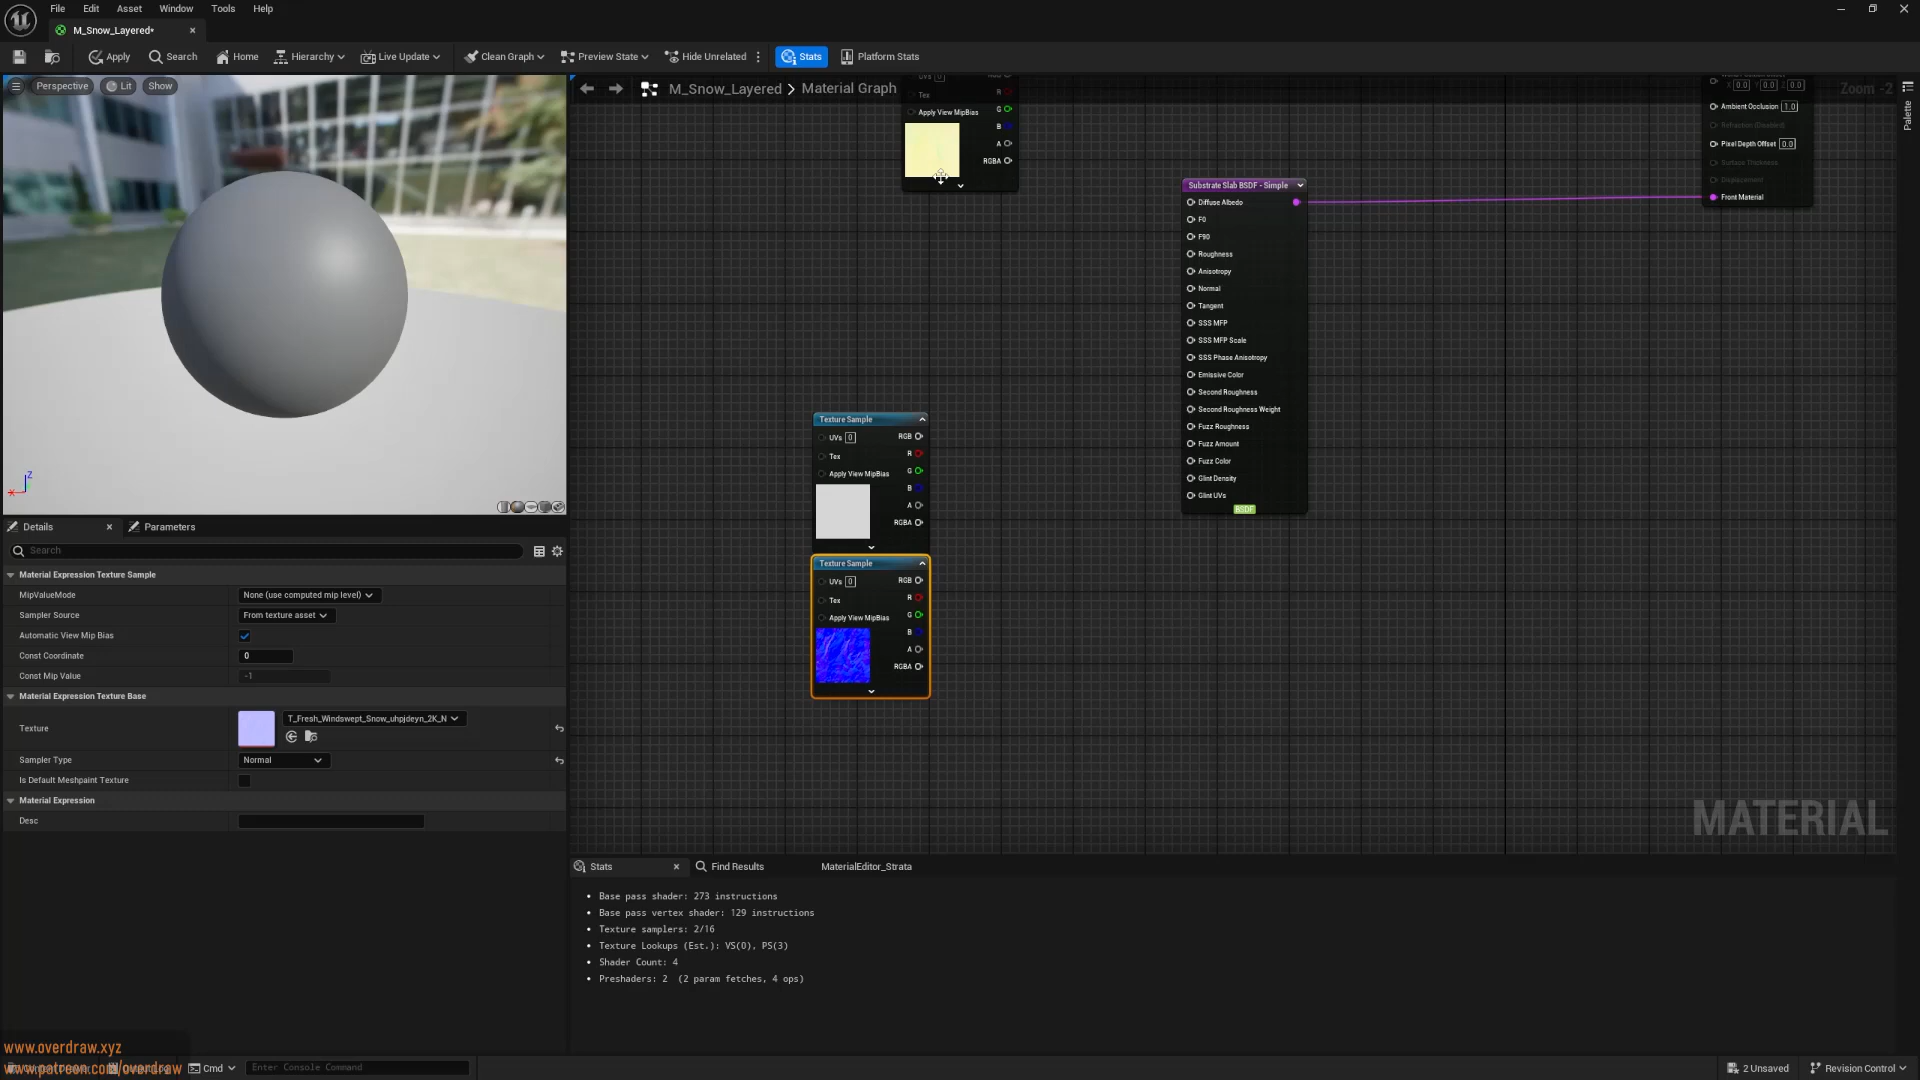 File Edit Asset Window Tools Help
M_Snow_Layered*
Apply Search Home Hierarchy Live Update Clean Graph Preview State Hide Unrelated Stats Platform Stats
Perspective Lit Show
M_Snow_Layered > Material Graph
Zoom -2
Palette
UVs 0
Tex R
Apply View MipBias G
B
A
RGBA
X 0.0 Y 0.0 Z 0.0
Ambient Occlusion 1.0
Refraction (Disabled)
Pixel Depth Offset 0.0
Surface Thickness
Displacement
Front Material
Substrate Slab BSDF - Simple
Diffuse Albedo
F0
F90
Roughness
Anisotropy
Normal
Tangent
SSS MFP
SSS MFP Scale
SSS Phase Anisotropy
Emissive Color
Second Roughness
Second Roughness Weight
Fuzz Roughness
Fuzz Amount
Fuzz Color
Glint Density
Glint UVs
BSDF
Texture Sample
UVs 0 RGB
Tex R
Apply View MipBias G
B
A
RGBA
Texture Sample
UVs 0 RGB
Tex R
Apply View MipBias G
B
A
RGBA
MATERIAL
Z
X
Details Parameters
Search
Material Expression Texture Sample
MipValueMode None (use computed mip level)
Sampler Source From texture asset
Automatic View Mip Bias
Const Coordinate 0
Const Mip Value -1
Material Expression Texture Base
Texture T_Fresh_Windswept_Snow_uhpjdeyn_2K_N
Sampler Type Normal
Is Default Meshpaint Texture
Material Expression
Desc
Stats Find Results MaterialEditor_Strata
Base pass shader: 273 instructions
Base pass vertex shader: 129 instructions
Texture samplers: 2/16
Texture Lookups (Est.): VS(0), PS(3)
Shader Count: 4
Preshaders: 2 (2 param fetches, 4 ops)
www.overdraw.xyz
www.patreon.com/overdraw
Cmd Enter Console Command
2 Unsaved Revision Control